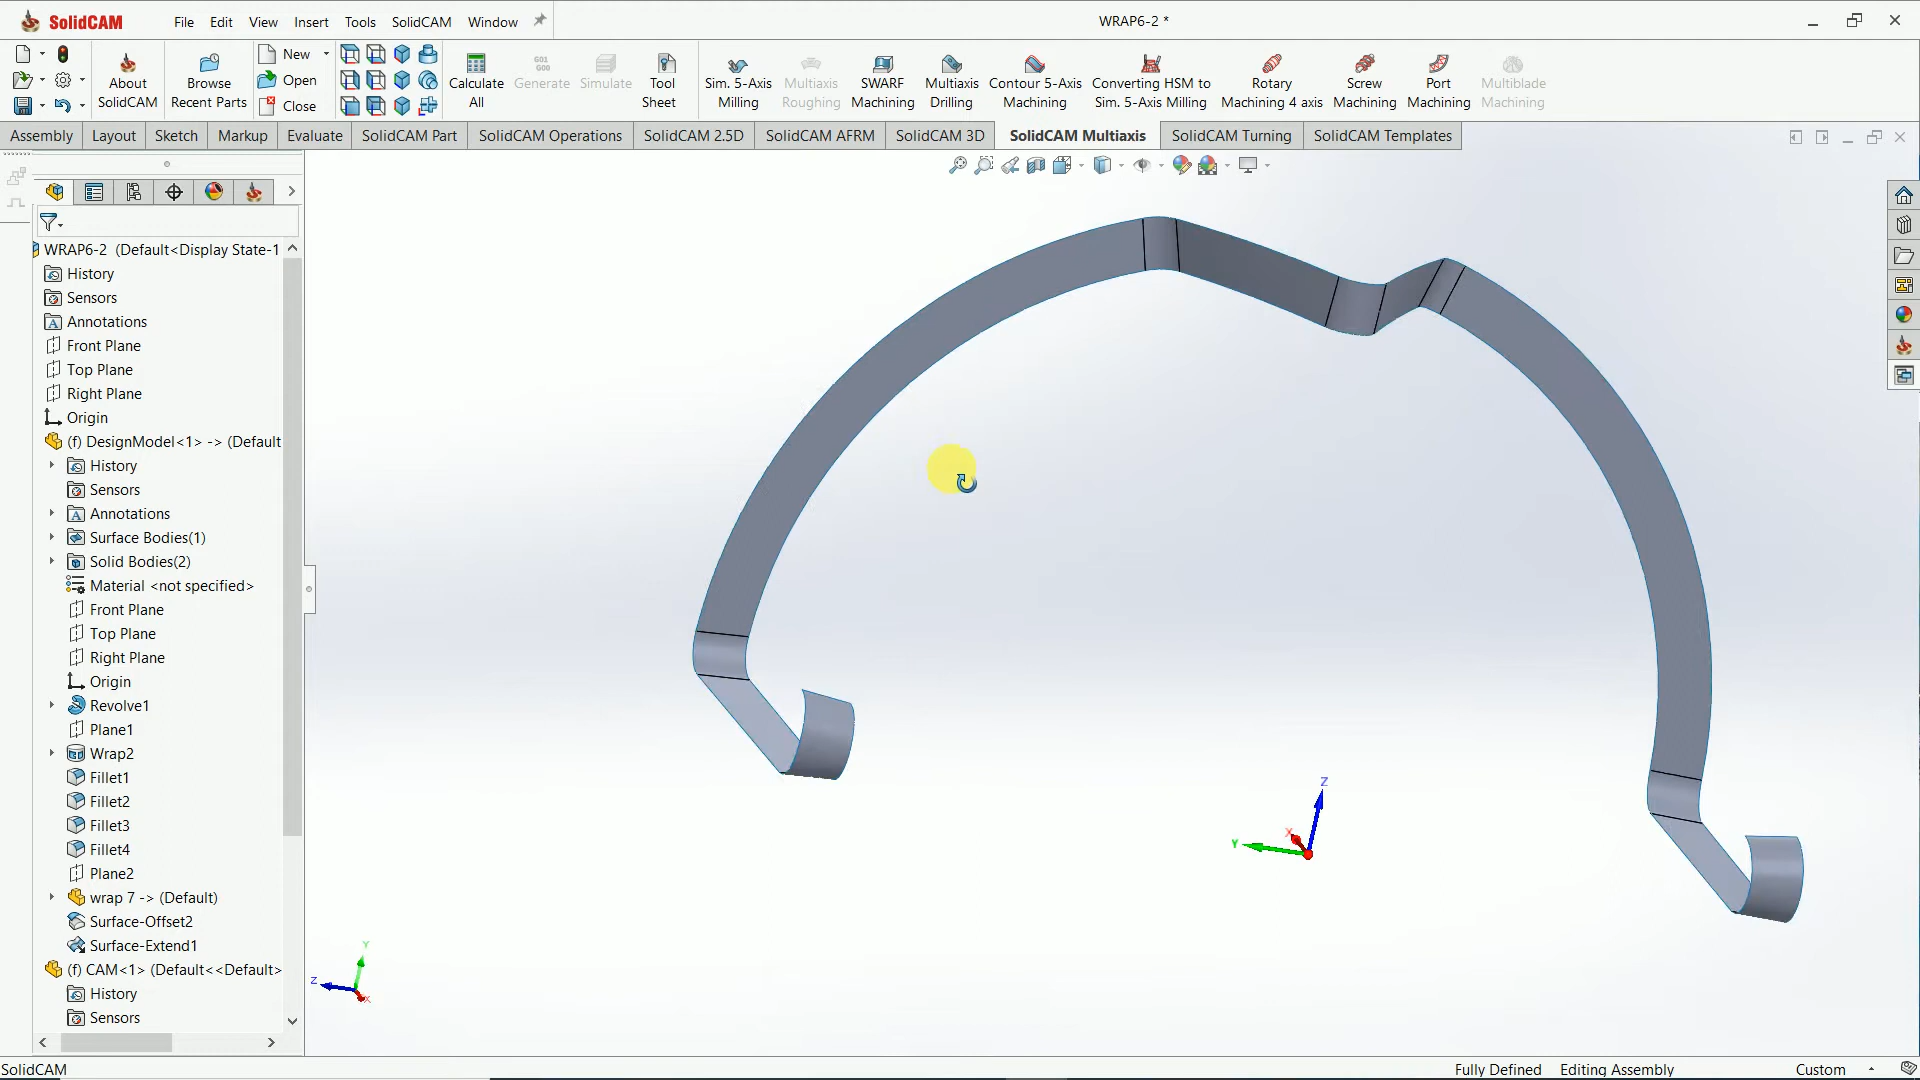 SolidCAM
File Edit View Insert Tools SolidCAM Window
WRAP6-2 *
About SolidCAM
Browse Recent Parts
New
Open
Close
Calculate All
G01 G00
Generate
Simulate
Tool Sheet
Sim. 5-Axis Milling
Multiaxis Roughing
SWARF Machining
Multiaxis Drilling
Contour 5-Axis Machining
Converting HSM to Sim. 5-Axis Milling
Rotary Machining 4 axis
Screw Machining
Port Machining
Multiblade Machining
Assembly Layout Sketch Markup Evaluate SolidCAM Part SolidCAM Operations SolidCAM 2.5D SolidCAM AFRM SolidCAM 3D SolidCAM Multiaxis SolidCAM Turning SolidCAM Templates
WRAP6-2 (Default<Display State-1
History
Sensors
Annotations
Front Plane
Top Plane
Right Plane
Origin
(f) DesignModel<1> -> (Default
History
Sensors
Annotations
Surface Bodies(1)
Solid Bodies(2)
Material <not specified>
Front Plane
Top Plane
Right Plane
Origin
Revolve1
Plane1
Wrap2
Fillet1
Fillet2
Fillet3
Fillet4
Plane2
wrap 7 -> (Default)
Surface-Offset2
Surface-Extend1
(f) CAM<1> (Default<<Default>
History
Sensors
Z
X
Y
Y
Z
X
SolidCAM
Fully Defined Editing Assembly Custom